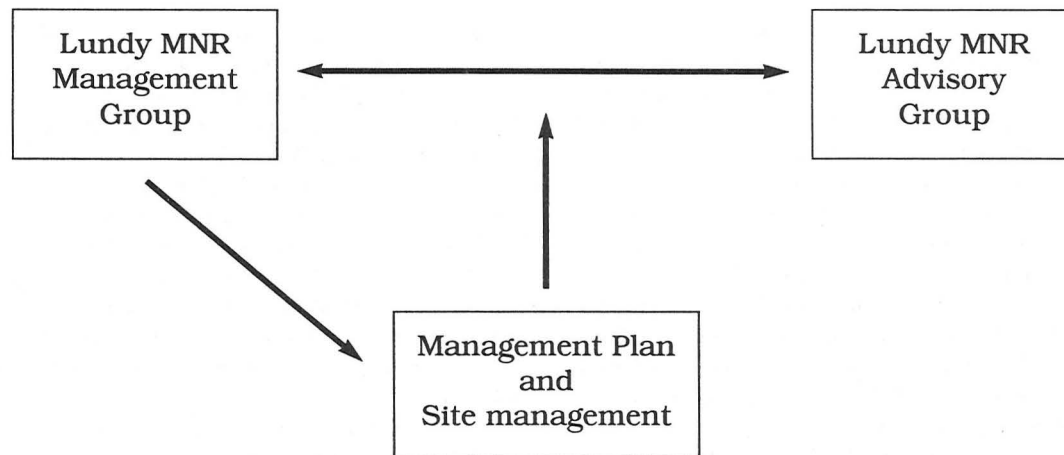 Lundy MNR
Management
Group
Lundy MNR
Advisory
Group
Management Plan
and
Site management